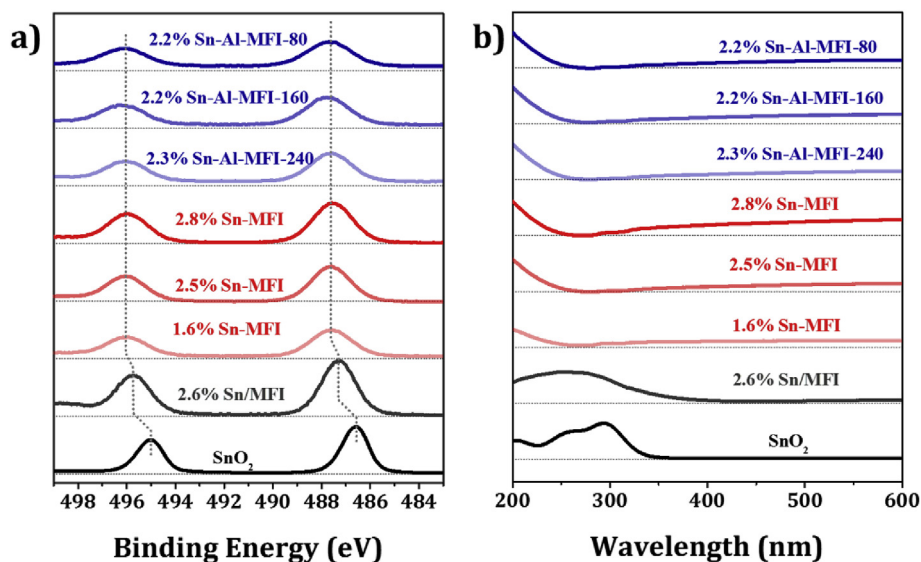 a)
2.2% Sn-Al-MFI-80
2.2% Sn-Al-MFI-160
2.3% Sn-Al-MFI-240
2.8% Sn-MFI
2.5% Sn-MFI
1.6% Sn-MFI
2.6% Sn/MFI
SnO₂
498 496 494 492 490 488 486 484
Binding Energy (eV)
b)
2.2% Sn-Al-MFI-80
2.2% Sn-Al-MFI-160
2.3% Sn-Al-MFI-240
2.8% Sn-MFI
2.5% Sn-MFI
1.6% Sn-MFI
2.6% Sn/MFI
SnO₂
200 300 400 500 600
Wavelength (nm)